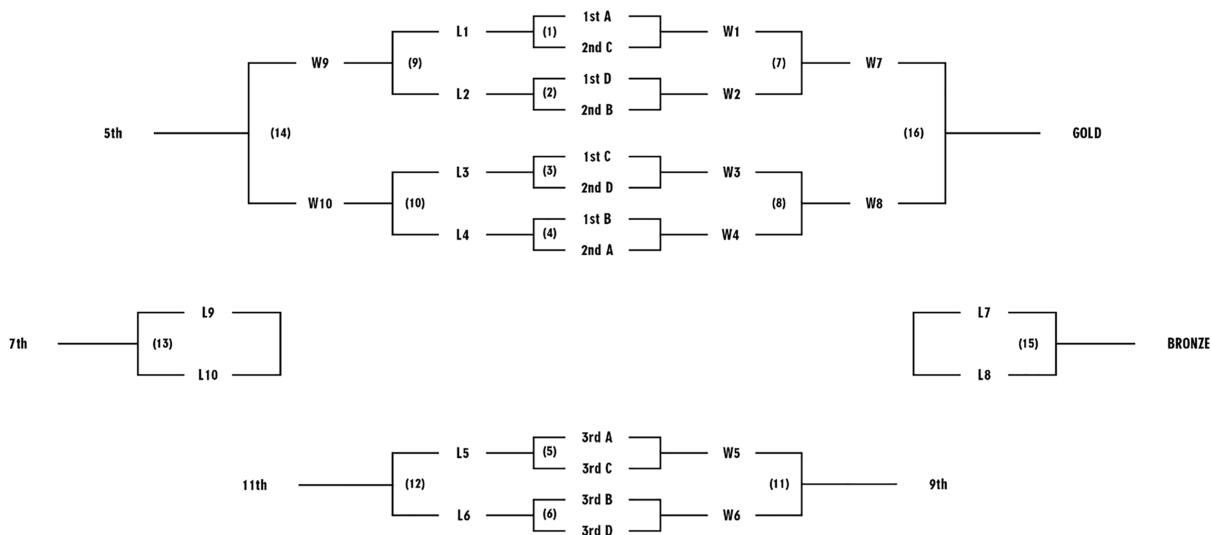 1st A
L1 (1) W1
2nd C
W9 (9) (7) W7
1st D
L2 (2) W2
2nd B
5th (14) (16) GOLD
1st C
L3 (3) W3
2nd D
W10 (10) (8) W8
1st B
L4 (4) W4
2nd A
L9 L7
7th (13) (15) BRONZE
L10 L8
3rd A
L5 (5) W5
3rd C
11th (12) (11) 9th
3rd B
L6 (6) W6
3rd D